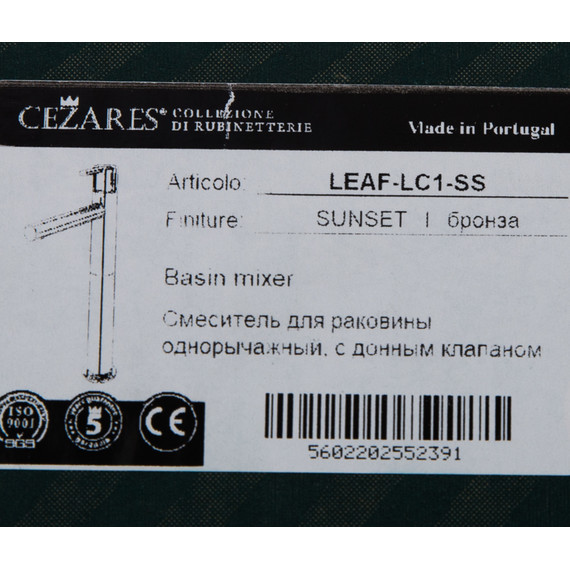 CEZARES® COLLEZIONE
DI RUBINETTERIE
Made in Portugal
Articolo: LEAF-LC1-SS
Finiture: SUNSET | бронза
Basin mixer
Смеситель для раковины
однорычажный, с донным клапаном
ISO
9001
SGS
5
CE
5602202552391